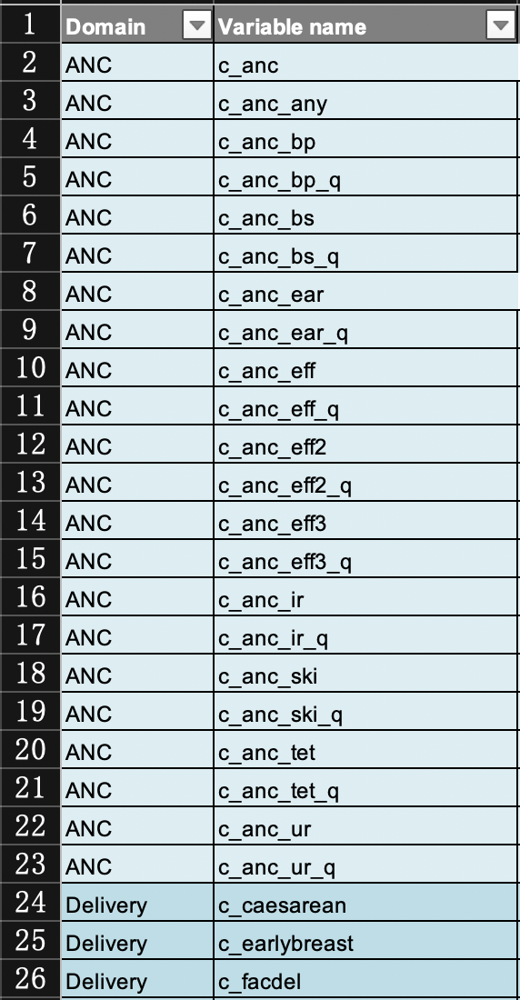 1 Domain Variable name
2 ANC c_anc
3 ANC c_anc_any
4 ANC c_anc_bp
5 ANC c_anc_bp_q
6 ANC c_anc_bs
7 ANC c_anc_bs_q
8 ANC c_anc_ear
9 ANC c_anc_ear_q
10 ANC c_anc_eff
11 ANC c_anc_eff_q
12 ANC c_anc_eff2
13 ANC c_anc_eff2_q
14 ANC c_anc_eff3
15 ANC c_anc_eff3_q
16 ANC c_anc_ir
17 ANC c_anc_ir_q
18 ANC c_anc_ski
19 ANC c_anc_ski_q
20 ANC c_anc_tet
21 ANC c_anc_tet_q
22 ANC c_anc_ur
23 ANC c_anc_ur_q
24 Delivery c_caesarean
25 Delivery c_earlybreast
26 Delivery c_facdel